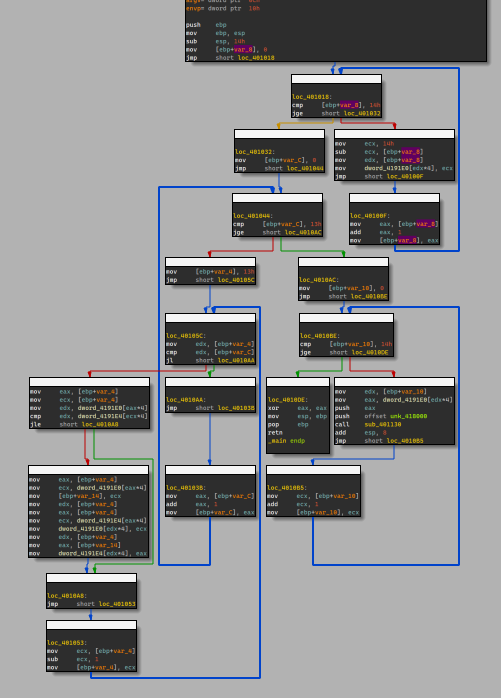 envp= dword ptr 10h
push ebp
mov ebp, esp
sub esp, 14h
mov [ebp+var_8], 0
jmp short loc_401018
loc_401018:
cmp [ebp+var_8], 14h
jge short loc_401032
loc_401032:
mov [ebp+var_C], 0
jmp short loc_401044
mov ecx, 14h
sub ecx, [ebp+var_8]
mov edx, [ebp+var_8]
mov dword_4191E0[edx*4], ecx
jmp short loc_40100F
loc_401044:
cmp [ebp+var_C], 13h
jge short loc_4010AC
loc_40100F:
mov eax, [ebp+var_8]
add eax, 1
mov [ebp+var_8], eax
mov [ebp+var_4], 13h
jmp short loc_40105C
loc_4010AC:
mov [ebp+var_10], 0
jmp short loc_4010BE
loc_40105C:
mov edx, [ebp+var_4]
cmp edx, [ebp+var_C]
jl short loc_4010AA
loc_4010BE:
cmp [ebp+var_10], 14h
jge short loc_4010DE
mov eax, [ebp+var_4]
mov ecx, [ebp+var_4]
mov edx, dword_4191E0[eax*4]
cmp edx, dword_4191E4[ecx*4]
jle short loc_4010A8
loc_4010AA:
jmp short loc_40103B
loc_4010DE:
xor eax, eax
mov esp, ebp
pop ebp
retn
_main endp
mov edx, [ebp+var_10]
mov eax, dword_4191E0[edx*4]
push eax
push offset unk_418000
call sub_401130
add esp, 8
jmp short loc_4010B5
mov eax, [ebp+var_4]
mov ecx, dword_4191E0[eax*4]
mov [ebp+var_14], ecx
mov edx, [ebp+var_4]
mov eax, [ebp+var_4]
mov ecx, dword_4191E4[eax*4]
mov dword_4191E0[edx*4], ecx
mov edx, [ebp+var_4]
mov eax, [ebp+var_14]
mov dword_4191E4[edx*4], eax
loc_40103B:
mov eax, [ebp+var_C]
add eax, 1
mov [ebp+var_C], eax
loc_4010B5:
mov ecx, [ebp+var_10]
add ecx, 1
mov [ebp+var_10], ecx
loc_4010A8:
jmp short loc_401053
loc_401053:
mov ecx, [ebp+var_4]
sub ecx, 1
mov [ebp+var_4], ecx